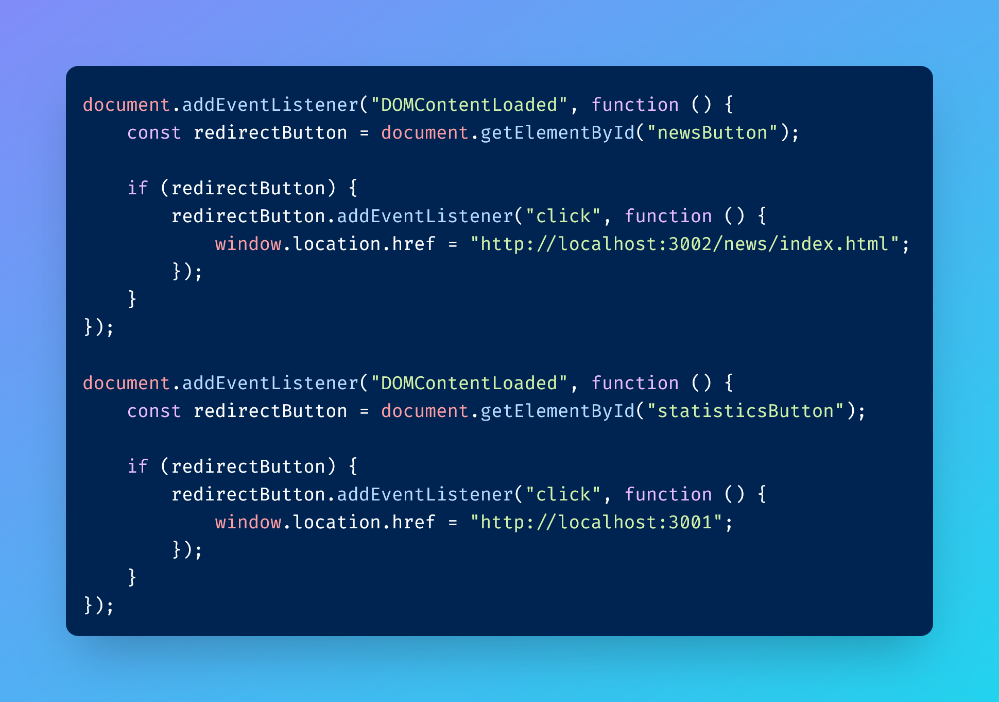 document.addEventListener("DOMContentLoaded", function () {
    const redirectButton = document.getElementById("newsButton");

    if (redirectButton) {
        redirectButton.addEventListener("click", function () {
            window.location.href = "http://localhost:3002/news/index.html";
        });
    }
});

document.addEventListener("DOMContentLoaded", function () {
    const redirectButton = document.getElementById("statisticsButton");

    if (redirectButton) {
        redirectButton.addEventListener("click", function () {
            window.location.href = "http://localhost:3001";
        });
    }
});